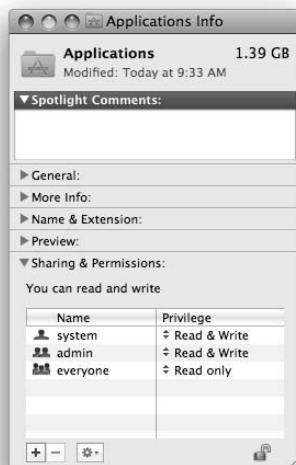 Applications Info
Applications 1.39 GB
Modified: Today at 9:33 AM
Spotlight Comments:
General:
More Info:
Name & Extension:
Preview:
Sharing & Permissions:
You can read and write
Name Privilege
system Read & Write
admin Read & Write
everyone Read only